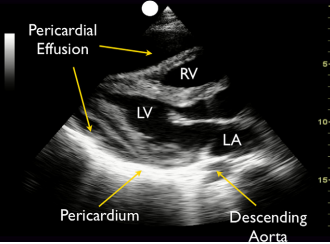 Pericardial
Effusion
RV
LV
LA
Pericardium
Descending
Aorta
5
10
15